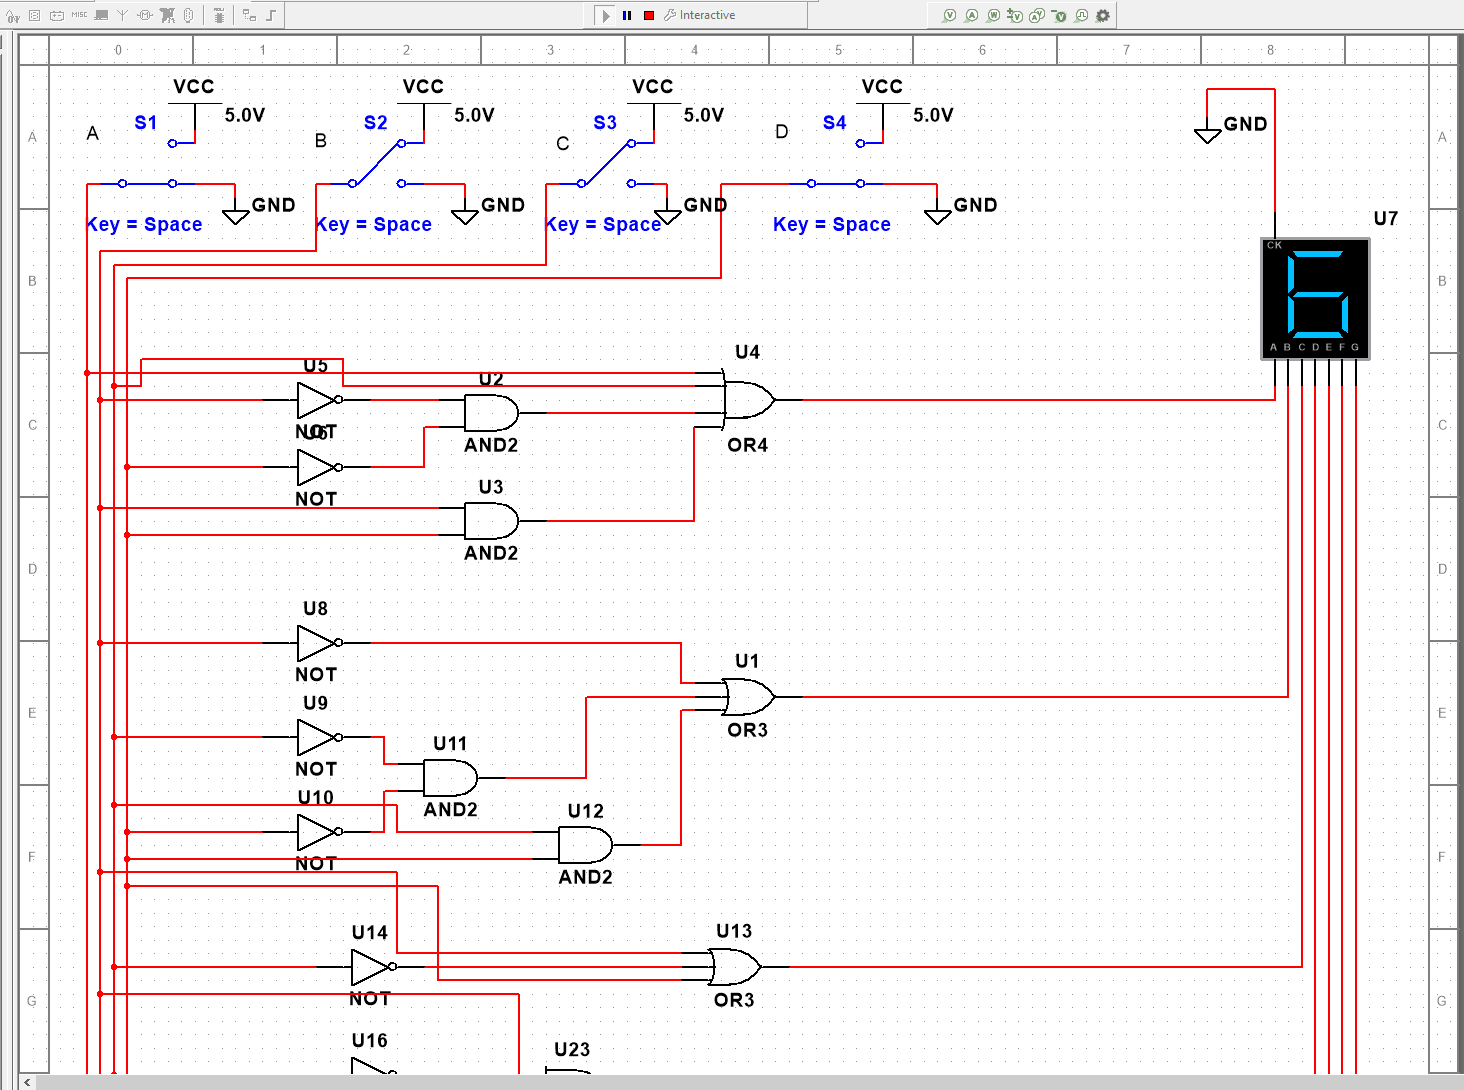 MISC
Interactive
V A W V A V
0 1 2 3 4 5 6 7 8
VCC VCC VCC VCC
5.0V 5.0V 5.0V 5.0V
A S1 B S2 C S3 D S4
GND
A A
GND GND GND GND
Key = Space Key = Space Key = Space Key = Space
U7
CK
6
B B
A B C D E F G
U5 U2 U4
NOT U6 AND2 OR4
C C
NOT U3
AND2
D D
U8
NOT U1
U9 OR3
E E
NOT U11
U10 AND2 U12
NOT AND2
F F
U14 U13
NOT OR3
G G
U16 U23